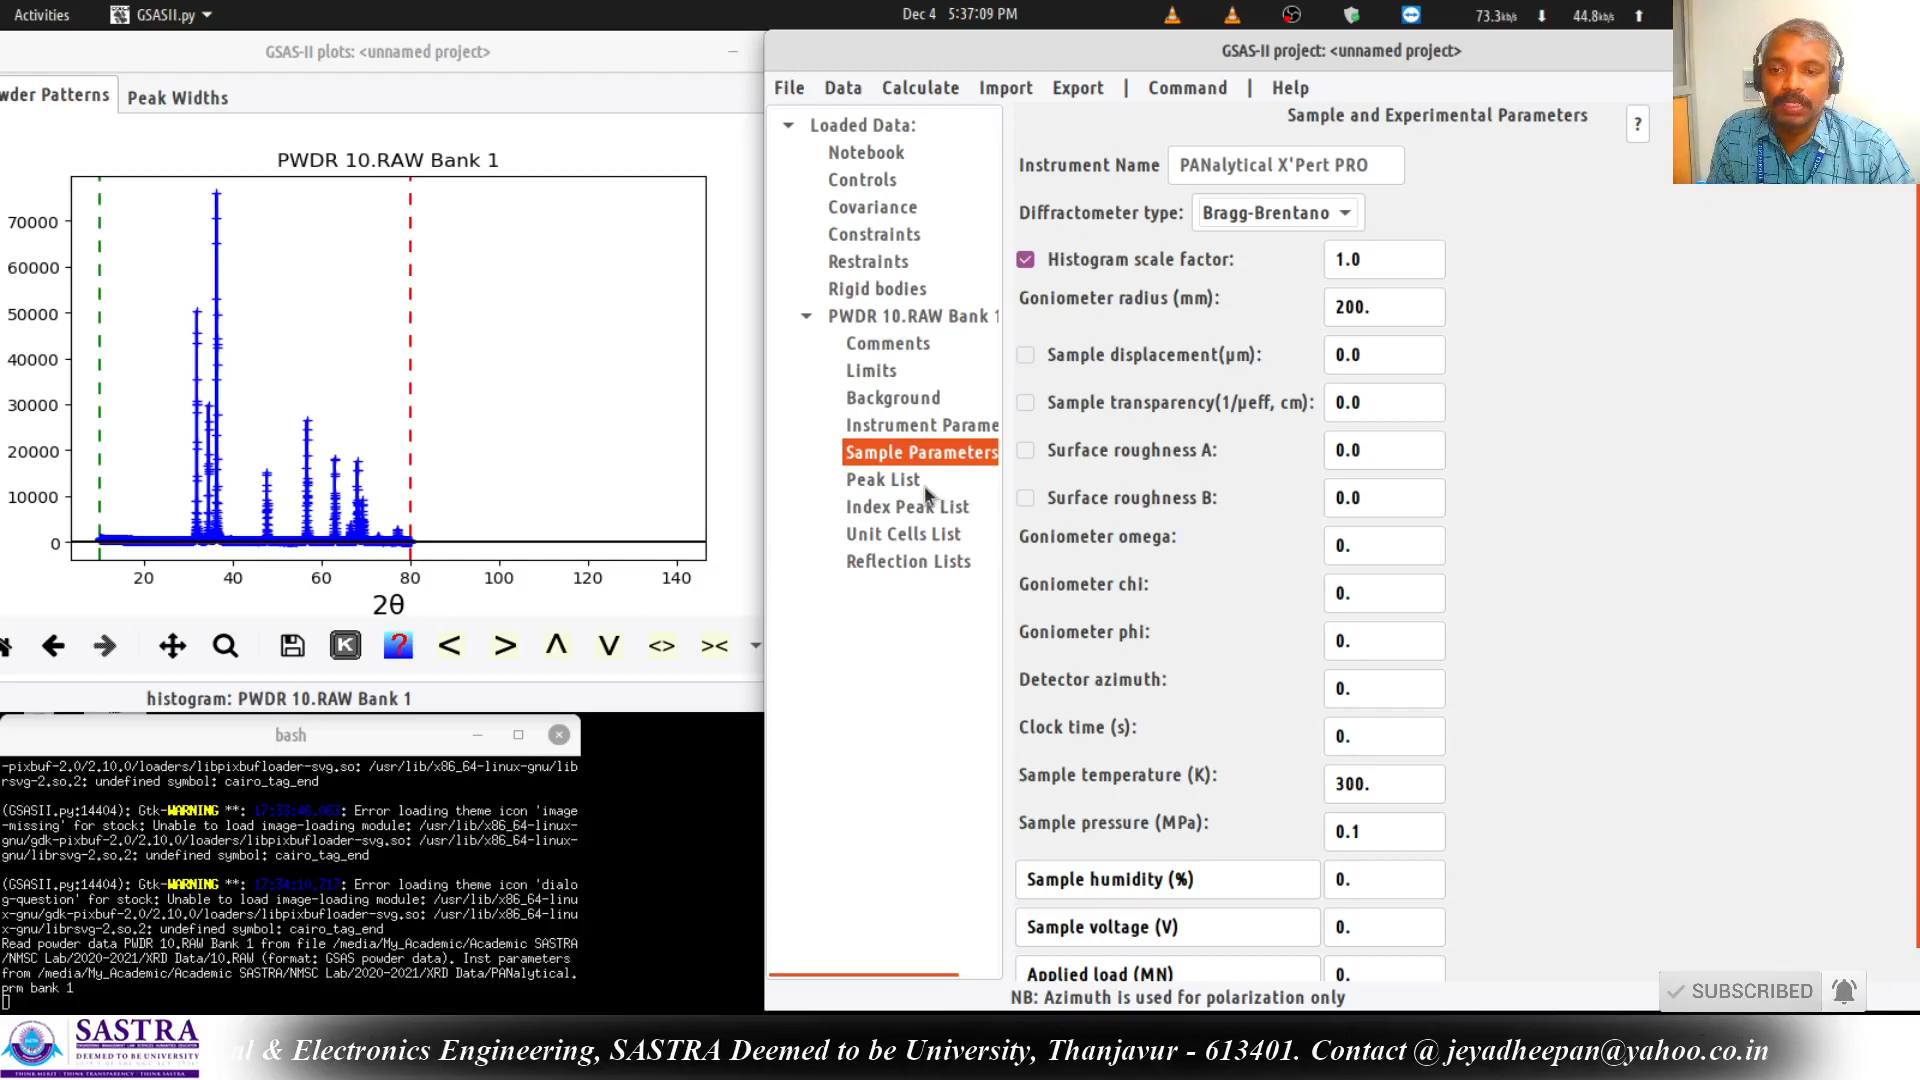 Activities
GSASII.py
Dec 4 5:37:09 PM
73.3kb/s
44.8kb/s
GSAS-II plots: <unnamed project>
wder Patterns
Peak Widths
PWDR 10.RAW Bank 1
70000
60000
50000
40000
30000
20000
10000
0
20 40 60 80 100 120 140
2θ
K
?
< > Λ V <> ><
histogram: PWDR 10.RAW Bank 1
bash
-pixbuf-2.0/2.10.0/loaders/libpixbufloader-svg.so: /usr/lib/x86_64-linux-gnu/lib
rsvg-2.so.2: undefined symbol: cairo_tag_end
(GSASII.py:14404): Gtk-WARNING **: 17:33:46.063: Error loading theme icon 'image
-missing' for stock: Unable to load image-loading module: /usr/lib/x86_64-linux-
gnu/gdk-pixbuf-2.0/2.10.0/loaders/libpixbufloader-svg.so: /usr/lib/x86_64-linux-
gnu/librsvg-2.so.2: undefined symbol: cairo_tag_end
(GSASII.py:14404): Gtk-WARNING **: 17:34:10.717: Error loading theme icon 'dialo
g-question' for stock: Unable to load image-loading module: /usr/lib/x86_64-linu
x-gnu/gdk-pixbuf-2.0/2.10.0/loaders/libpixbufloader-svg.so: /usr/lib/x86_64-linu
x-gnu/librsvg-2.so.2: undefined symbol: cairo_tag_end
Read powder data PWDR 10.RAW Bank 1 from file /media/My_Academic/Academic SASTRA
/NMSC Lab/2020-2021/XRD Data/10.RAW (format: GSAS powder data). Inst parameters
from /media/My_Academic/Academic SASTRA/NMSC Lab/2020-2021/XRD Data/PANalytical.
prm bank 1
GSAS-II project: <unnamed project>
File Data Calculate Import Export | Command | Help
Loaded Data:
Notebook
Controls
Covariance
Constraints
Restraints
Rigid bodies
PWDR 10.RAW Bank 1
Comments
Limits
Background
Instrument Parame
Sample Parameters
Peak List
Index Peak List
Unit Cells List
Reflection Lists
Sample and Experimental Parameters
?
Instrument Name PANalytical X'Pert PRO
Diffractometer type: Bragg-Brentano
Histogram scale factor: 1.0
Goniometer radius (mm): 200.
Sample displacement(μm): 0.0
Sample transparency(1/μeff, cm): 0.0
Surface roughness A: 0.0
Surface roughness B: 0.0
Goniometer omega: 0.
Goniometer chi: 0.
Goniometer phi: 0.
Detector azimuth: 0.
Clock time (s): 0.
Sample temperature (K): 300.
Sample pressure (MPa): 0.1
Sample humidity (%) 0.
Sample voltage (V) 0.
Applied load (MN) 0.
NB: Azimuth is used for polarization only
SUBSCRIBED
SASTRA
DEEMED TO BE UNIVERSITY
THINK MERIT · THINK TRANSPARENCY · THINK SASTRA
al & Electronics Engineering, SASTRA Deemed to be University, Thanjavur - 613401. Contact @ jeyadheepan@yahoo.co.in